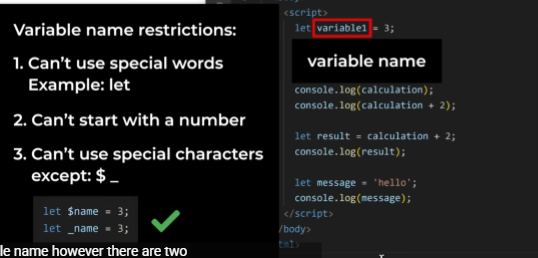 Variable name restrictions:
1. Can't use special words
Example: let
2. Can't start with a number
3. Can't use special characters
except: $ _
let $name = 3;
let _name = 3;
le name however there are two
<script>
let variable1 = 3;
variable name
console.log(calculation);
console.log(calculation + 2);
let result = calculation + 2;
console.log(result);
let message = 'hello';
console.log(message);
</script>
/body>